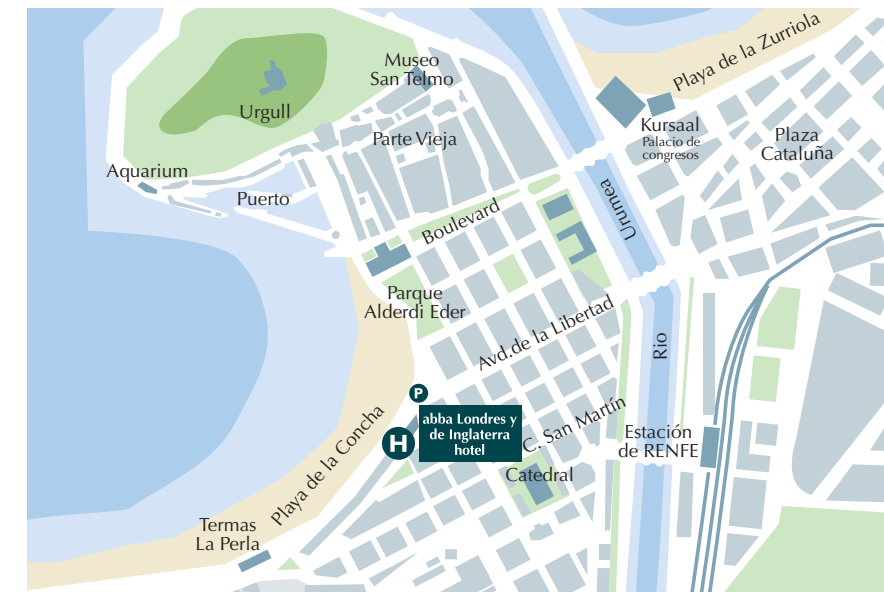 Playa de la Zurriola
Museo
San Telmo
Urgull
Kursaal
Palacio de
congresos
Plaza
Cataluña
Parte Vieja
Aquarium
Puerto
Urumea
Boulevard
Parque
Alderdi Eder
Avd.de la Libertad
Rio
P
abba Londres y
de Inglaterra
hotel
H
C. San Martín
Playa de la Concha
Estación
de RENFE
Catedral
Termas
La Perla